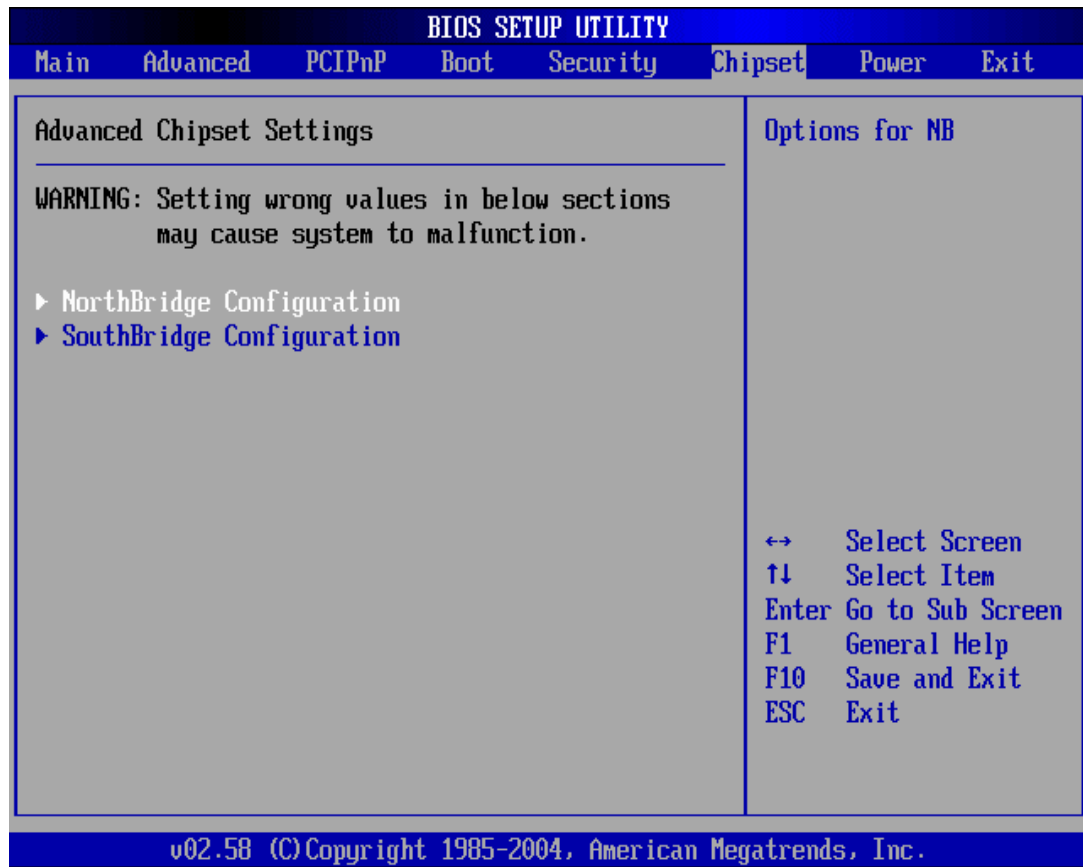 BIOS SETUP UTILITY
Main Advanced PCIPnP Boot Security Chipset Power Exit
Advanced Chipset Settings
WARNING: Setting wrong values in below sections
may cause system to malfunction.
▶ NorthBridge Configuration
▶ SouthBridge Configuration
Options for NB
←→ Select Screen
↑↓ Select Item
Enter Go to Sub Screen
F1 General Help
F10 Save and Exit
ESC Exit
v02.58 (C)Copyright 1985-2004, American Megatrends, Inc.